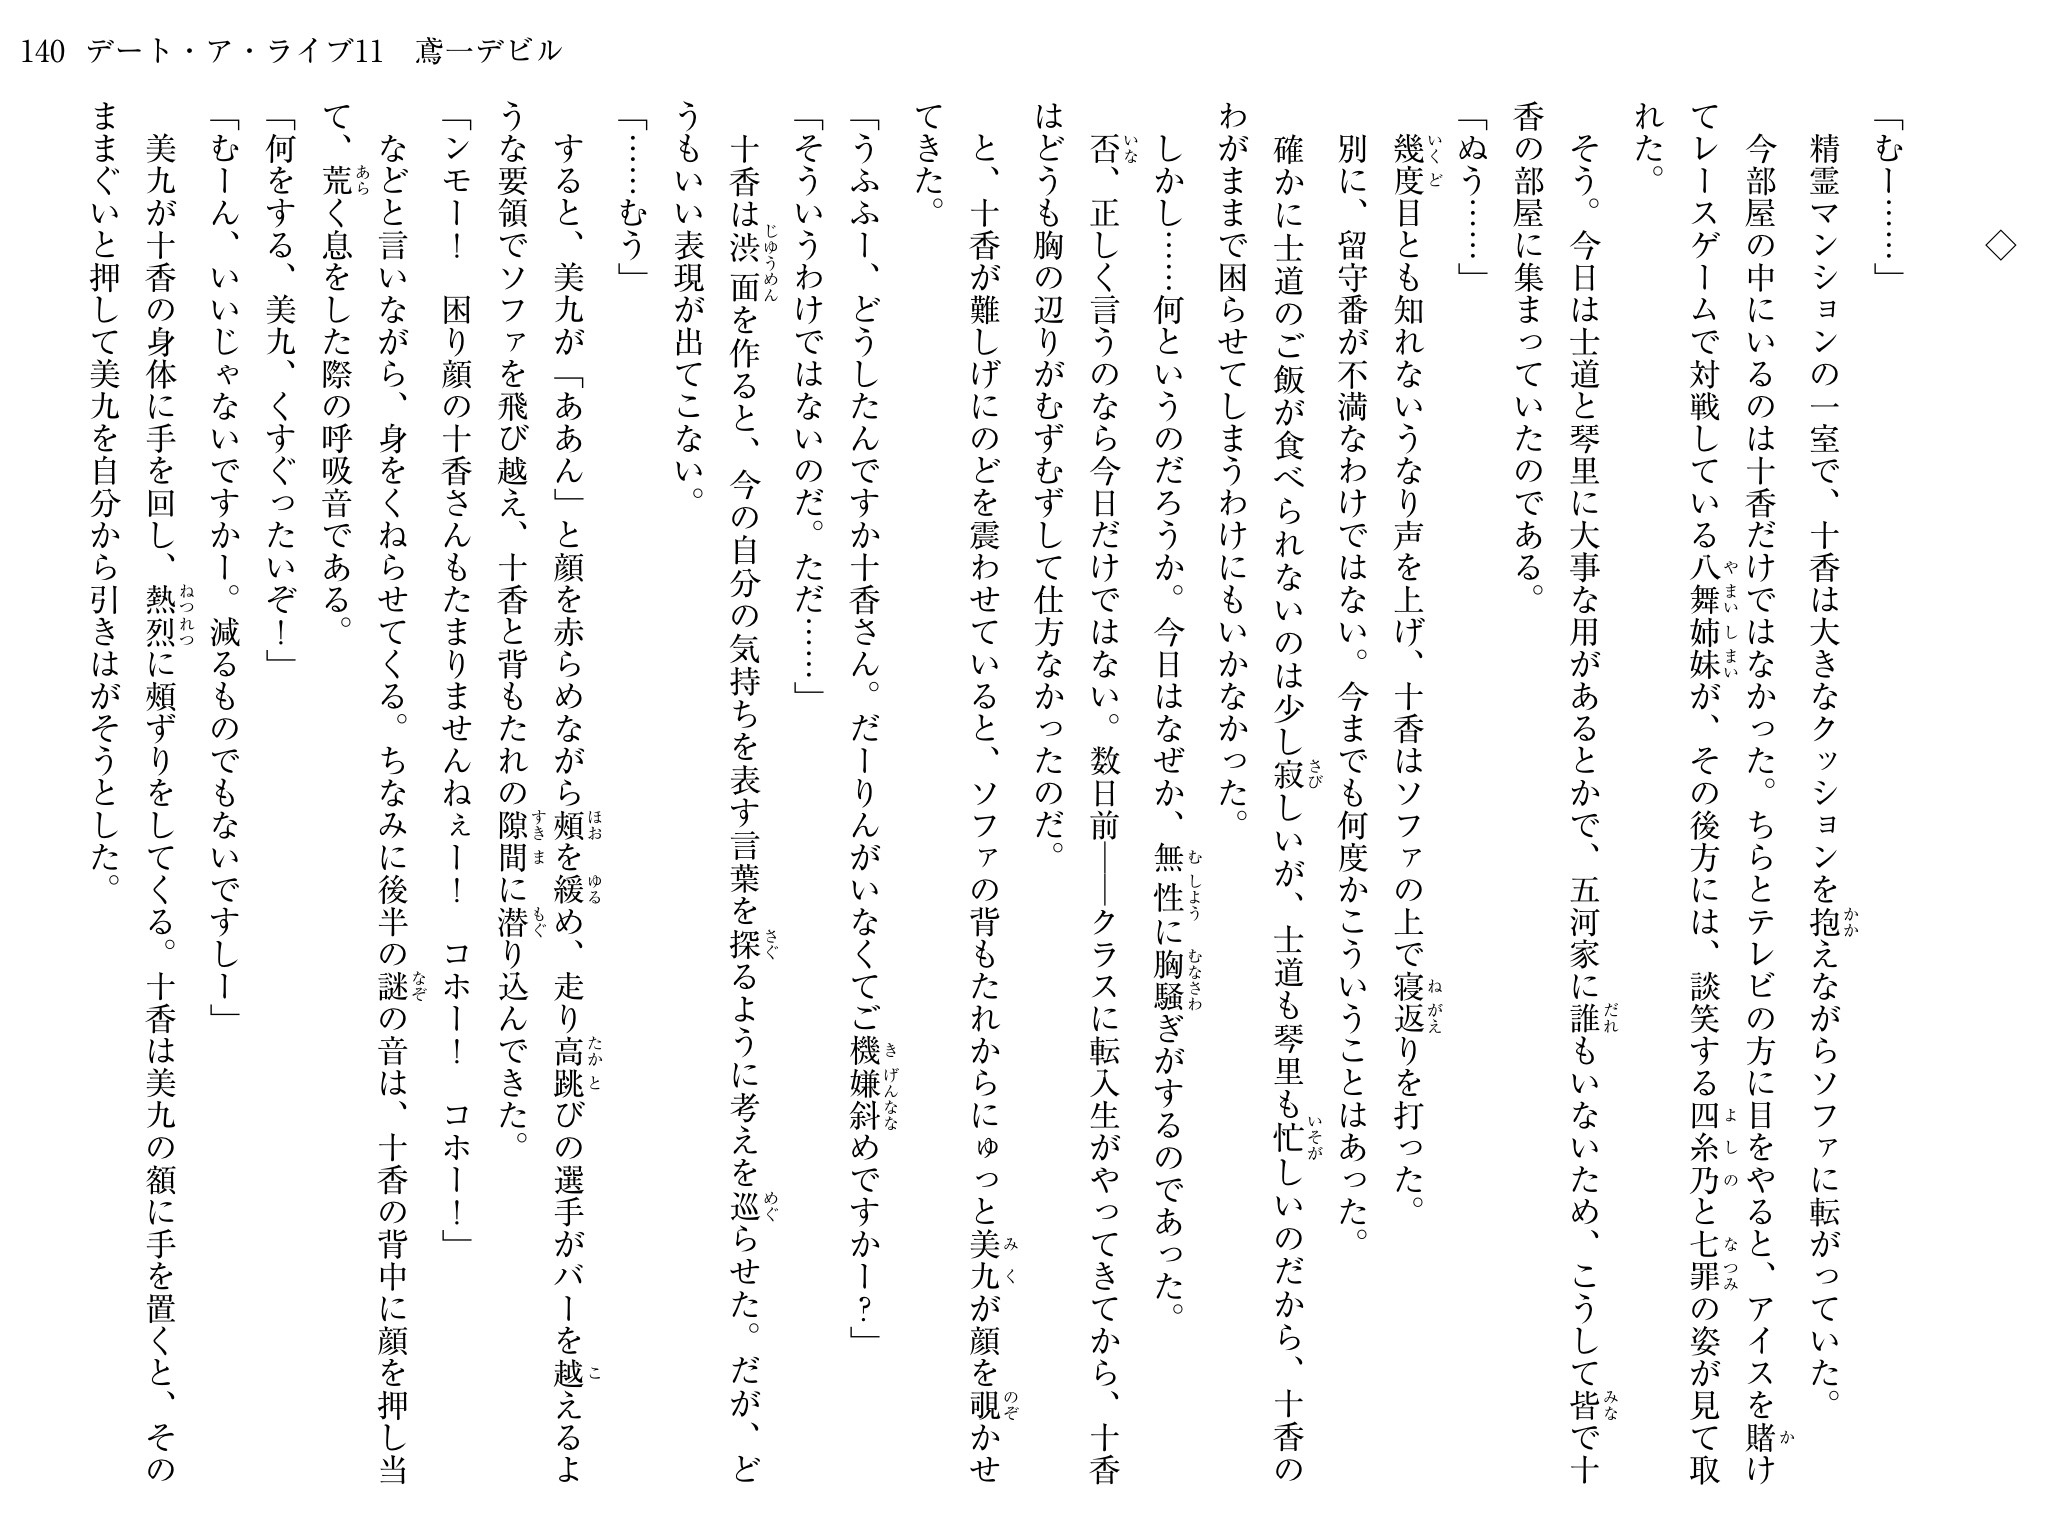 140 デート・ア・ライブ11 鳶一デビル
◇
「むー……」
精霊マンションの一室で、十香は大きなクッションを抱えながらソファに転がっていた。
今部屋の中にいるのは十香だけではなかった。ちらとテレビの方に目をやると、アイスを賭け
てレースゲームで対戦している八舞姉妹が、その後方には、談笑する四糸乃と七罪の姿が見て取
れた。
そう。今日は士道と琴里に大事な用があるとかで、五河家に誰もいないため、こうして皆で十
香の部屋に集まっていたのである。
「ぬう……」
幾度目とも知れないうなり声を上げ、十香はソファの上で寝返りを打った。
別に、留守番が不満なわけではない。今までも何度かこういうことはあった。
確かに士道のご飯が食べられないのは少し寂しいが、士道も琴里も忙しいのだから、十香の
わがままで困らせてしまうわけにもいかなかった。
しかし……何というのだろうか。今日はなぜか、無性に胸騒ぎがするのであった。
否、正しく言うのなら今日だけではない。数日前――クラスに転入生がやってきてから、十香
はどうも胸の辺りがむずむずして仕方なかったのだ。
と、十香が難しげにのどを震わせていると、ソファの背もたれからにゅっと美九が顔を覗かせ
てきた。
「うふふー、どうしたんですか十香さん。だーりんがいなくてご機嫌斜めですかー?」
「そういうわけではないのだ。ただ……」
十香は渋面を作ると、今の自分の気持ちを表す言葉を探るように考えを巡らせた。だが、ど
うもいい表現が出てこない。
「……むう」
すると、美九が「ああん」と顔を赤らめながら頬を緩め、走り高跳びの選手がバーを越えるよ
うな要領でソファを飛び越え、十香と背もたれの隙間に潜り込んできた。
「ンモー! 困り顔の十香さんもたまりませんねぇー! コホー! コホー!」
などと言いながら、身をくねらせてくる。ちなみに後半の謎の音は、十香の背中に顔を押し当
て、荒く息をした際の呼吸音である。
「何をする、美九、くすぐったいぞ!」
「むーん、いいじゃないですかー。減るものでもないですしー」
美九が十香の身体に手を回し、熱烈に頬ずりをしてくる。十香は美九の額に手を置くと、その
ままぐいと押して美九を自分から引きはがそうとした。